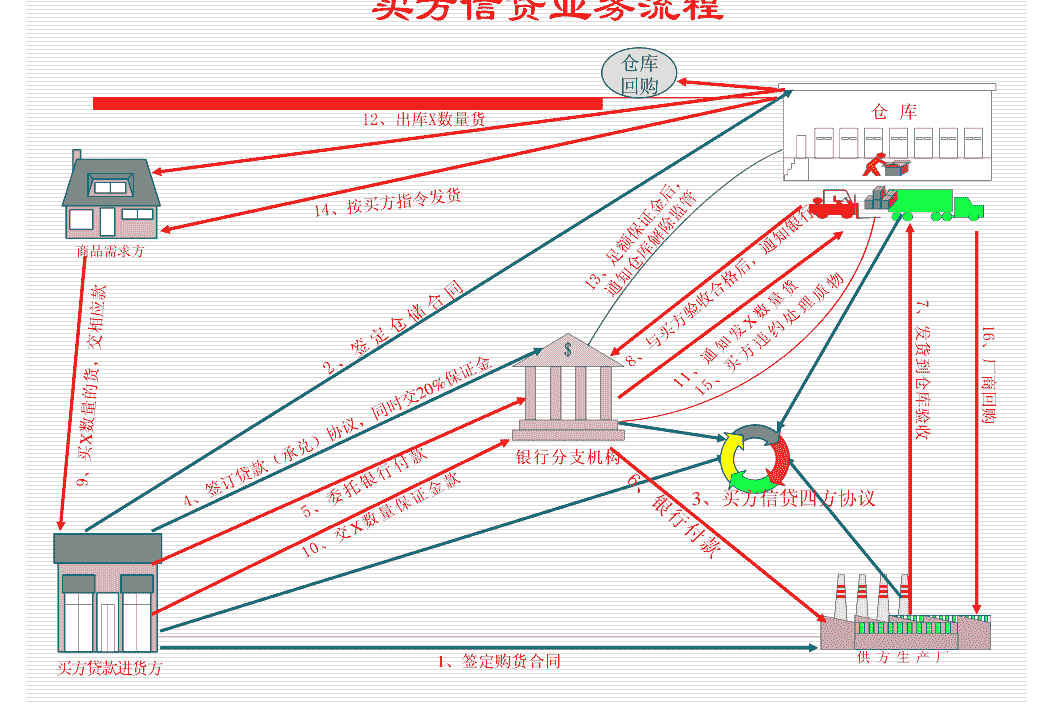 买方信贷业务流程
仓库
回购
仓 库
12、出库X数量货
14、按买方指令发货
商品需求方
13、足额保证金后，
通知仓库解除监管
2、签定仓储合同
8、与买方验收合格后，通知银行
11、通知发X数量货
15、买方违约处理质物
7、发货到仓库验收
16、厂商回购
9、买X数量的货，交相应款
4、签订贷款（承兑）协议，同时交20%保证金
5、委托银行付款
10、交X数量保证金款
$
银行分支机构
6、银行付款
3、买方信贷四方协议
1、签定购货合同
买方贷款进货方
供方生产厂